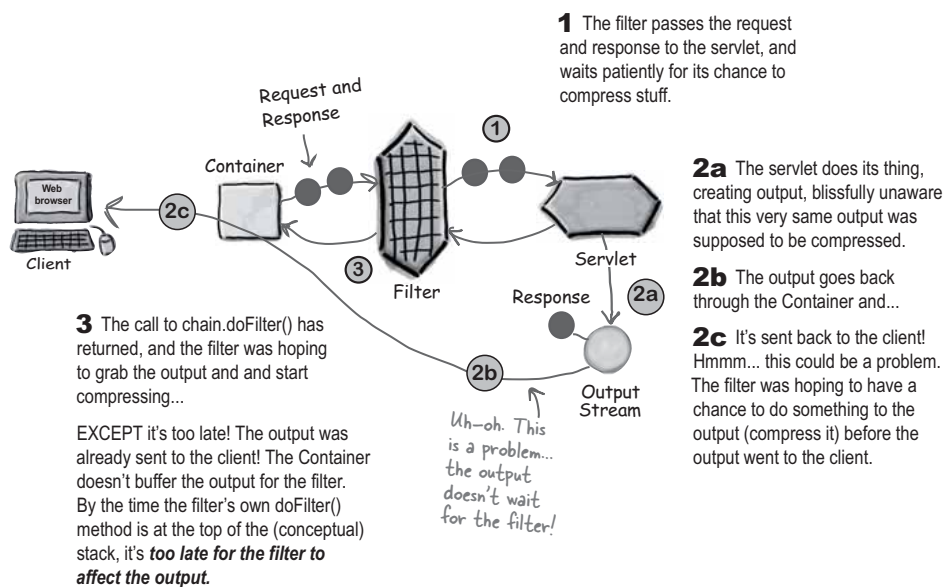 1 The filter passes the request
and response to the servlet, and
waits patiently for its chance to
compress stuff.
Request and
Response
1
Container
Web
browser
2c
Client
3
Filter
Servlet
Response
2a
2b
Output
Stream
Uh-oh. This
is a problem...
the output
doesn't wait
for the filter!
2a The servlet does its thing,
creating output, blissfully unaware
that this very same output was
supposed to be compressed.
2b The output goes back
through the Container and...
2c It's sent back to the client!
Hmmm... this could be a problem.
The filter was hoping to have a
chance to do something to the
output (compress it) before the
output went to the client.
3 The call to chain.doFilter() has
returned, and the filter was hoping
to grab the output and and start
compressing...
EXCEPT it's too late! The output was
already sent to the client! The Container
doesn't buffer the output for the filter.
By the time the filter's own doFilter()
method is at the top of the (conceptual)
stack, it's too late for the filter to
affect the output.